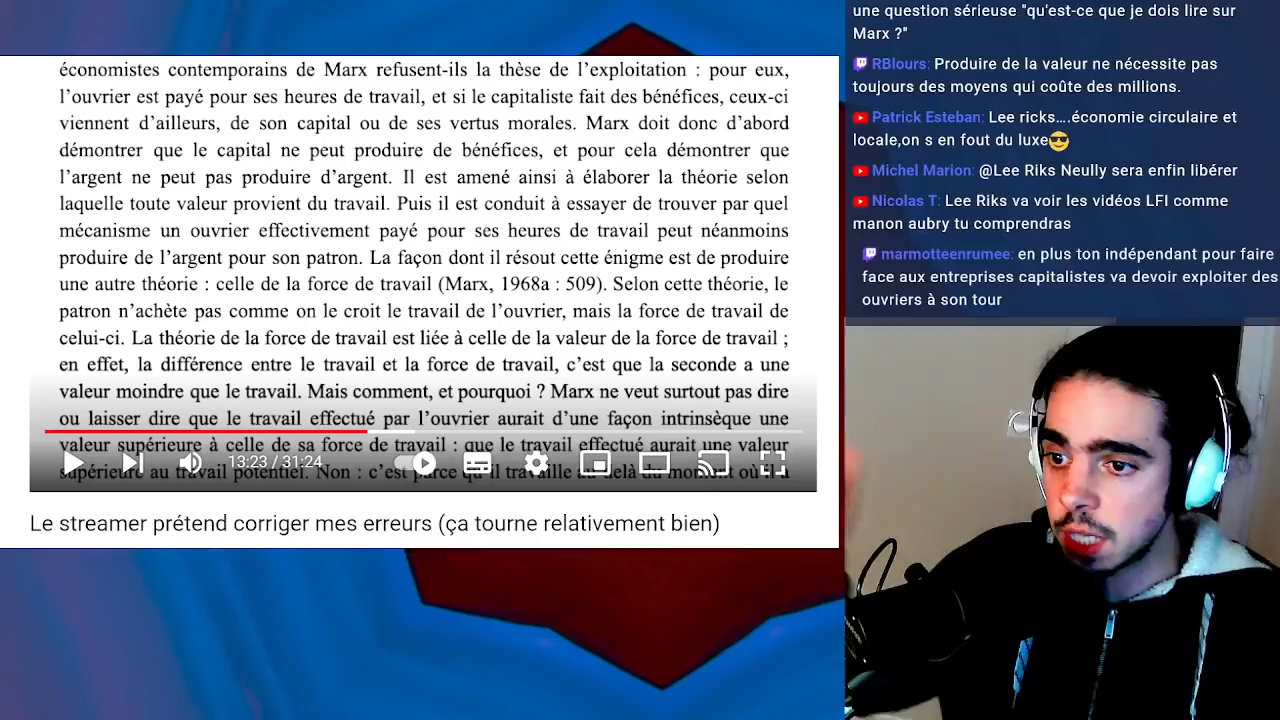 économistes contemporains de Marx refusent-ils la thèse de l'exploitation : pour eux,
l'ouvrier est payé pour ses heures de travail, et si le capitaliste fait des bénéfices, ceux-ci
viennent d'ailleurs, de son capital ou de ses vertus morales. Marx doit donc d'abord
démontrer que le capital ne peut produire de bénéfices, et pour cela démontrer que
l'argent ne peut pas produire d'argent. Il est amené ainsi à élaborer la théorie selon
laquelle toute valeur provient du travail. Puis il est conduit à essayer de trouver par quel
mécanisme un ouvrier effectivement payé pour ses heures de travail peut néanmoins
produire de l'argent pour son patron. La façon dont il résout cette énigme est de produire
une autre théorie : celle de la force de travail (Marx, 1968a : 509). Selon cette théorie, le
patron n'achète pas comme on le croit le travail de l'ouvrier, mais la force de travail de
celui-ci. La théorie de la force de travail est liée à celle de la valeur de la force de travail ;
en effet, la différence entre le travail et la force de travail, c'est que la seconde a une
valeur moindre que le travail. Mais comment, et pourquoi ? Marx ne veut surtout pas dire
ou laisser dire que le travail effectué par l'ouvrier aurait d'une façon intrinsèque une
valeur supérieure à celle de sa force de travail : que le travail effectué aurait une valeur
supérieure au travail potentiel. Non : c'est parce qu'il travaille au-delà du moment où il a
13:23 / 31:24
Le streamer prétend corriger mes erreurs (ça tourne relativement bien)
une question sérieuse "qu'est-ce que je dois lire sur
Marx ?"
RBlours: Produire de la valeur ne nécessite pas
toujours des moyens qui coûte des millions.
Patrick Esteban: Lee ricks....économie circulaire et
locale,on s en fout du luxe😎
Michel Marion: @Lee Riks Neully sera enfin libérer
Nicolas T: Lee Riks va voir les vidéos LFI comme
manon aubry tu comprendras
marmotteenrumee: en plus ton indépendant pour faire
face aux entreprises capitalistes va devoir exploiter des
ouvriers à son tour